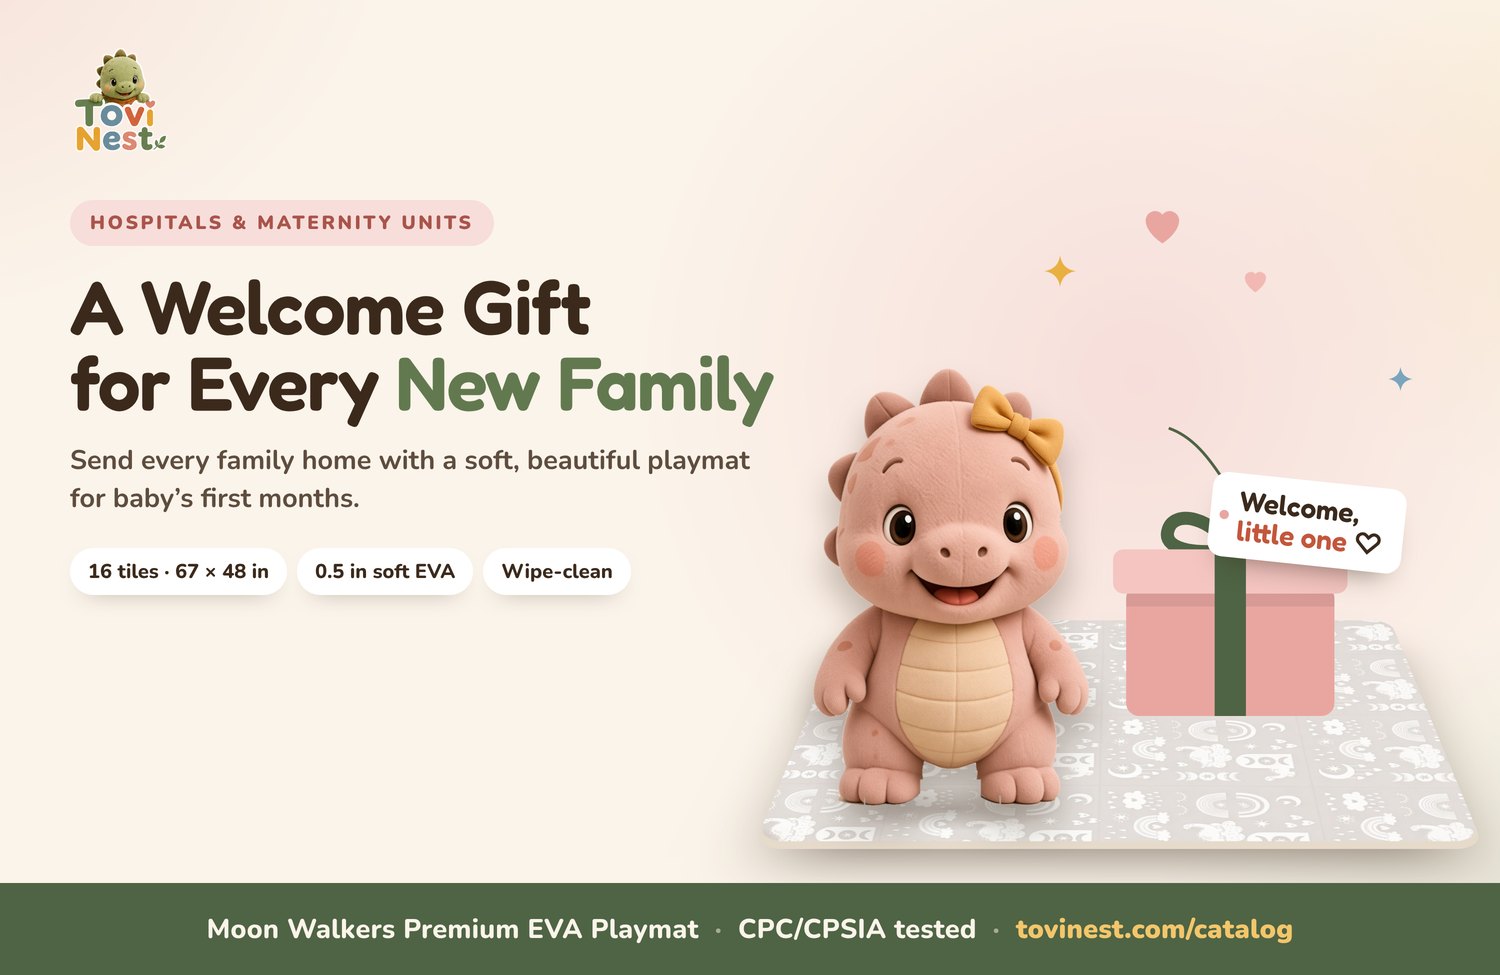 Tovi
Nest
HOSPITALS & MATERNITY UNITS
A Welcome Gift
for Every New Family
Send every family home with a soft, beautiful playmat
for baby’s first months.
16 tiles · 67 × 48 in
0.5 in soft EVA
Wipe-clean
Welcome,
little one ♡
Moon Walkers Premium EVA Playmat · CPC/CPSIA tested · tovinest.com/catalog